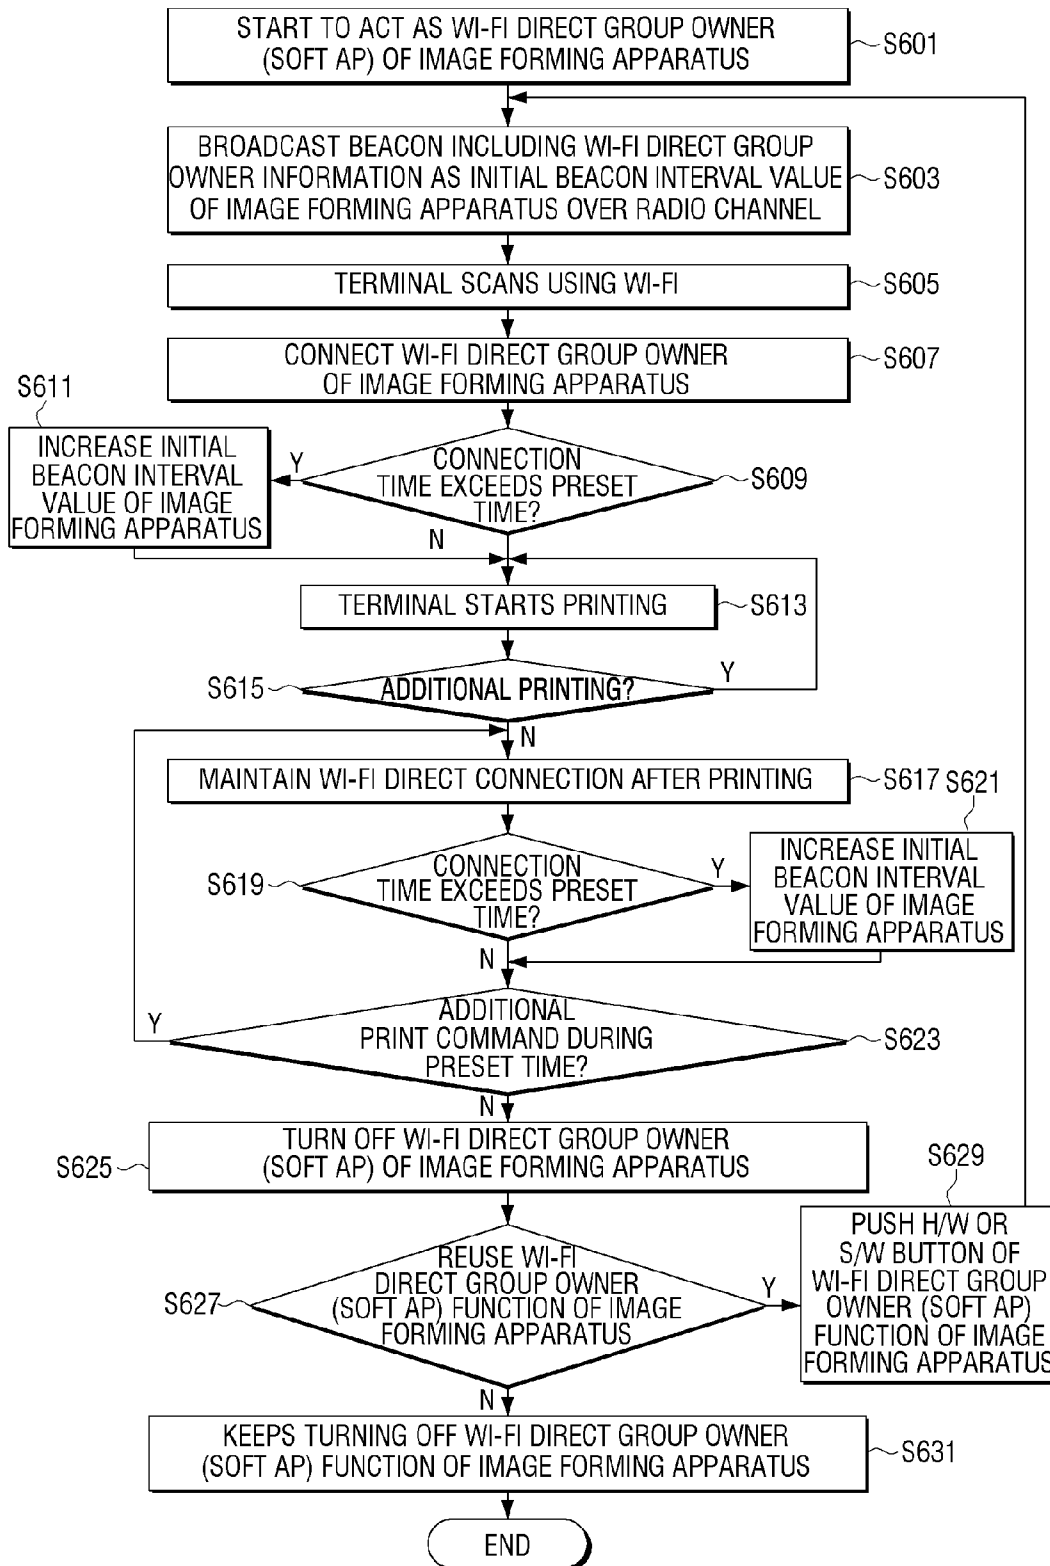 START TO ACT AS WI-FI DIRECT GROUP OWNER
(SOFT AP) OF IMAGE FORMING APPARATUS
S601
BROADCAST BEACON INCLUDING WI-FI DIRECT GROUP
OWNER INFORMATION AS INITIAL BEACON INTERVAL VALUE
OF IMAGE FORMING APPARATUS OVER RADIO CHANNEL
S603
TERMINAL SCANS USING WI-FI
S605
CONNECT WI-FI DIRECT GROUP OWNER
OF IMAGE FORMING APPARATUS
S607
S611
INCREASE INITIAL
BEACON INTERVAL
VALUE OF IMAGE
FORMING APPARATUS
Y
CONNECTION
TIME EXCEEDS PRESET
TIME?
S609
N
TERMINAL STARTS PRINTING
S613
S615
ADDITIONAL PRINTING?
Y
N
MAINTAIN WI-FI DIRECT CONNECTION AFTER PRINTING
S617
S621
S619
CONNECTION
TIME EXCEEDS PRESET
TIME?
Y
INCREASE INITIAL
BEACON INTERVAL
VALUE OF IMAGE
FORMING APPARATUS
N
Y
ADDITIONAL
PRINT COMMAND DURING
PRESET TIME?
S623
N
TURN OFF WI-FI DIRECT GROUP OWNER
(SOFT AP) OF IMAGE FORMING APPARATUS
S625
S629
S627
REUSE WI-FI
DIRECT GROUP OWNER
(SOFT AP) FUNCTION OF IMAGE
FORMING APPARATUS
Y
PUSH H/W OR
S/W BUTTON OF
WI-FI DIRECT GROUP
OWNER (SOFT AP)
FUNCTION OF IMAGE
FORMING APPARATUS
N
KEEPS TURNING OFF WI-FI DIRECT GROUP OWNER
(SOFT AP) FUNCTION OF IMAGE FORMING APPARATUS
S631
END